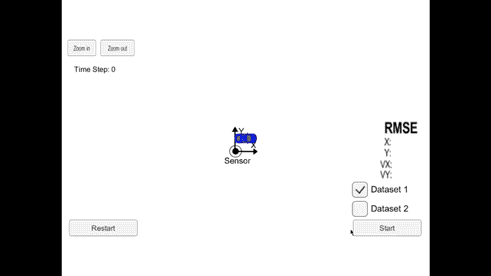 Zoom in
Zoom out
Time Step: 0
Y
X
Sensor
RMSE
X:
Y:
VX:
VY:
Dataset 1
Dataset 2
Restart
Start